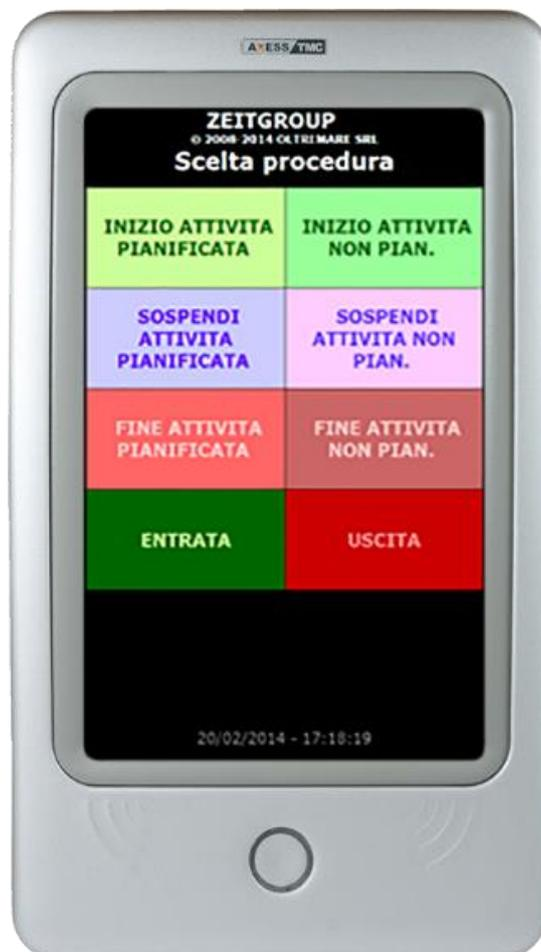 AXESS TMC
ZEITGROUP
© 2008-2014 OLTREMARE SRL
Scelta procedura
INIZIO ATTIVITA
PIANIFICATA
INIZIO ATTIVITA
NON PIAN.
SOSPENDI
ATTIVITA
PIANIFICATA
SOSPENDI
ATTIVITA NON
PIAN.
FINE ATTIVITA
PIANIFICATA
FINE ATTIVITA
NON PIAN.
ENTRATA
USCITA
20/02/2014 - 17:18:19